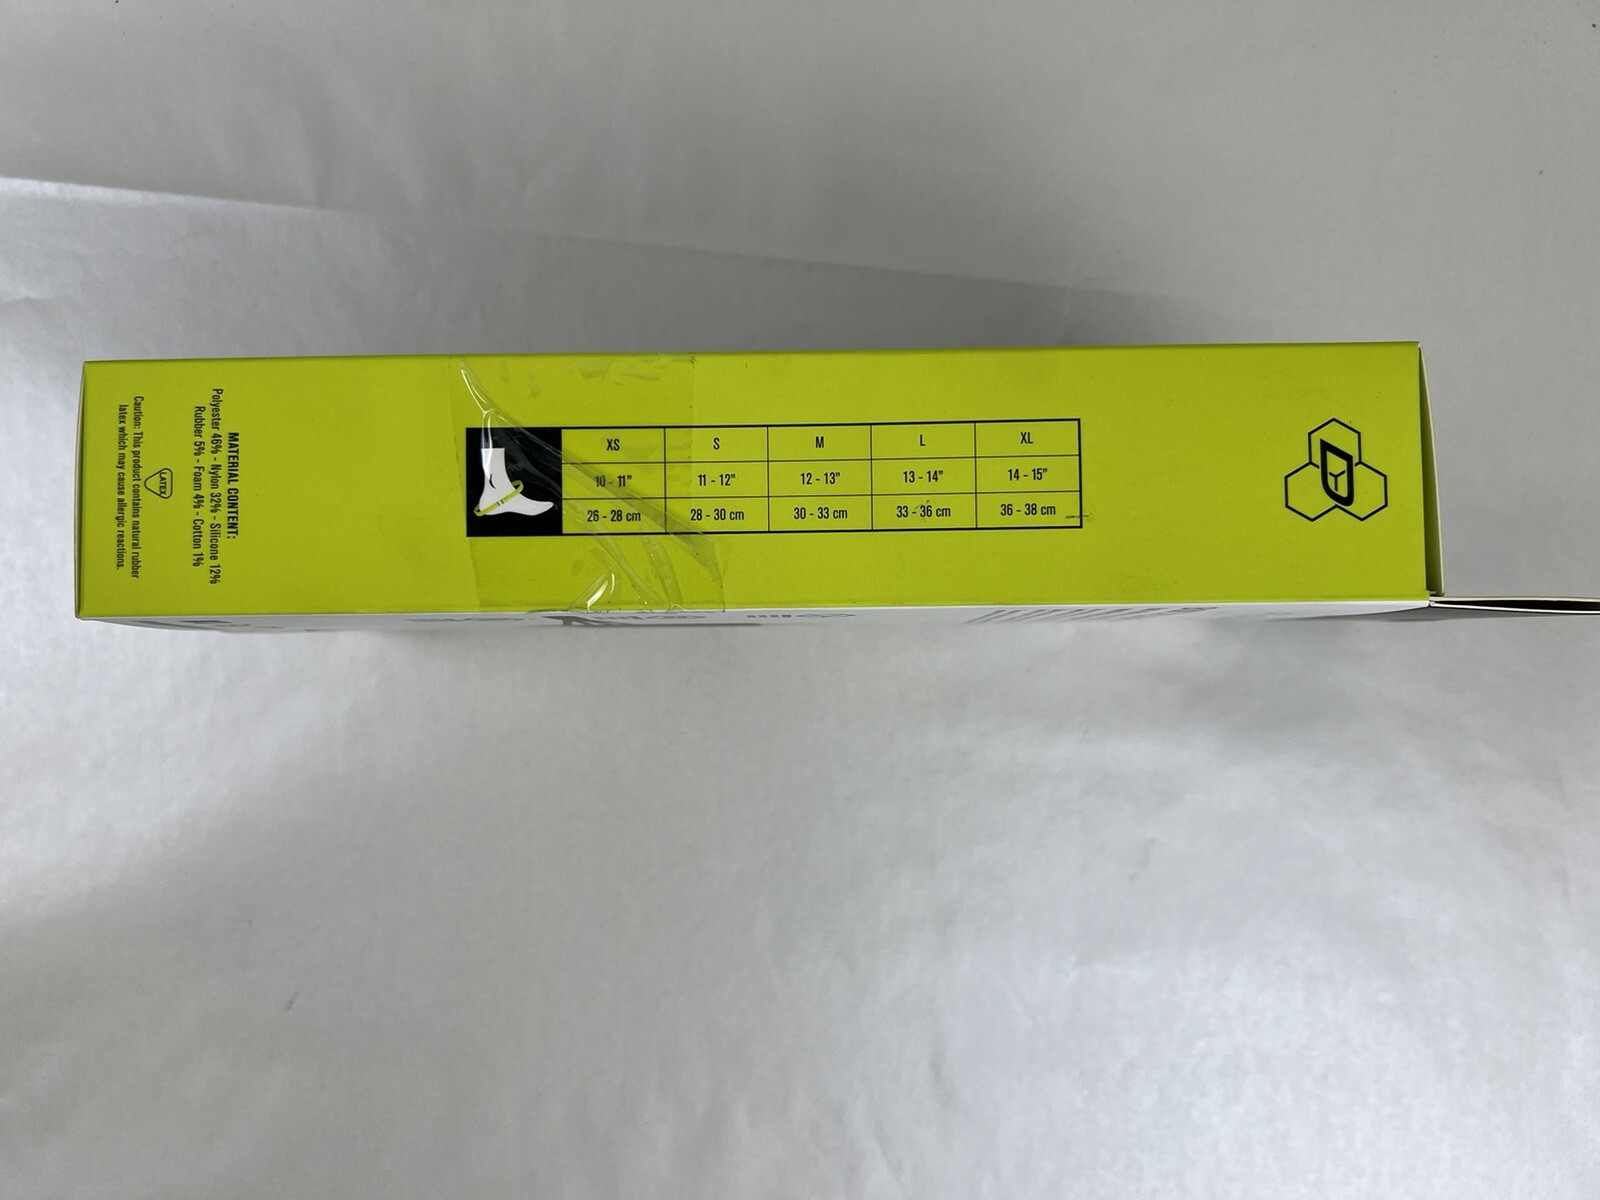 XS S M L XL
10 - 11" 11 - 12" 12 - 13" 13 - 14" 14 - 15"
26 - 28 cm 28 - 30 cm 30 - 33 cm 33 - 36 cm 36 - 38 cm
MATERIAL CONTENT:
Polyester 46% - Nylon 32% - Silicone 12%
Rubber 5% - Foam 4% - Cotton 1%
LATEX
Caution: This product contains natural rubber
latex which may cause allergic reactions.